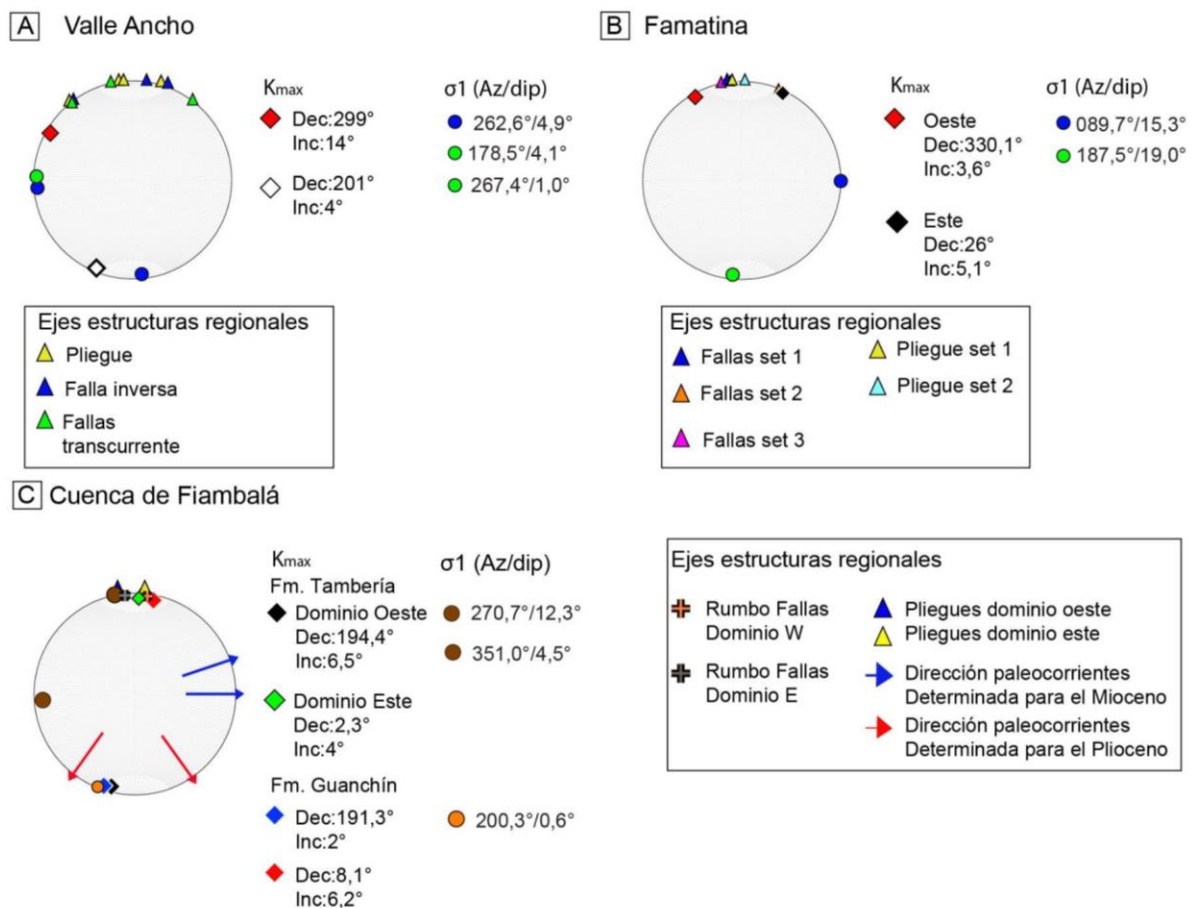 A Valle Ancho
Kmax
Dec:299°
Inc:14°
Dec:201°
Inc:4°
σ1 (Az/dip)
262,6°/4,9°
178,5°/4,1°
267,4°/1,0°
Ejes estructuras regionales
Pliegue
Falla inversa
Fallas
transcurrente
B Famatina
Kmax
Oeste
Dec:330,1°
Inc:3,6°
Este
Dec:26°
Inc:5,1°
σ1 (Az/dip)
089,7°/15,3°
187,5°/19,0°
Ejes estructuras regionales
Fallas set 1
Fallas set 2
Fallas set 3
Pliegue set 1
Pliegue set 2
C Cuenca de Fiambalá
Kmax
Fm. Tambería
Dominio Oeste
Dec:194,4°
Inc:6,5°
Dominio Este
Dec:2,3°
Inc:4°
Fm. Guanchín
Dec:191,3°
Inc:2°
Dec:8,1°
Inc:6,2°
σ1 (Az/dip)
270,7°/12,3°
351,0°/4,5°
200,3°/0,6°
Ejes estructuras regionales
Rumbo Fallas
Dominio W
Rumbo Fallas
Dominio E
Pliegues dominio oeste
Pliegues dominio este
Dirección paleocorrientes
Determinada para el Mioceno
Dirección paleocorrientes
Determinada para el Plioceno